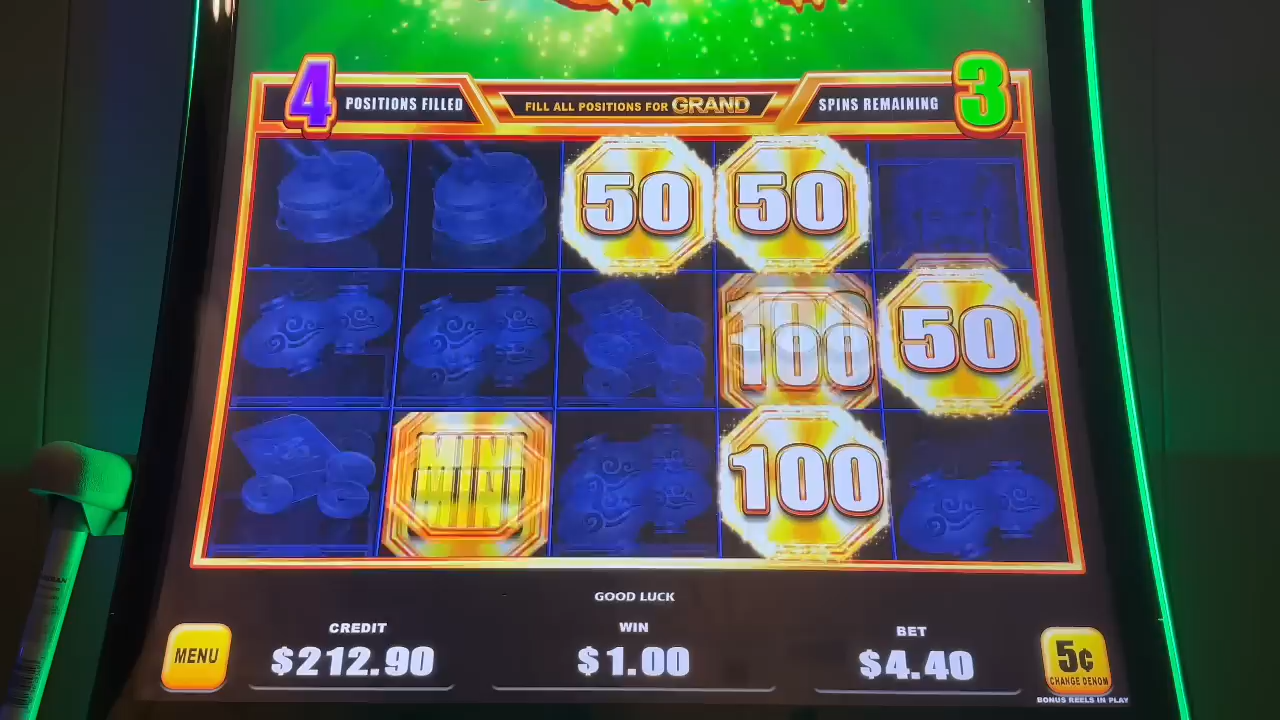 4 POSITIONS FILLED
FILL ALL POSITIONS FOR GRAND
SPINS REMAINING 3
50 50
100 50
MINI 100
GOOD LUCK
MENU
CREDIT
$212.90
WIN
$1.00
BET
$4.40
5¢
CHANGE DENOM
BONUS REELS IN PLAY